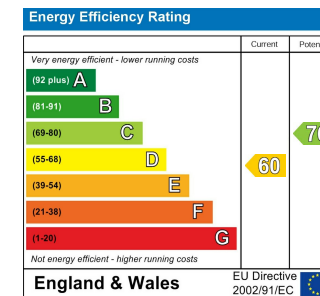 Energy Efficiency Rating
Current
Very energy efficient - lower running costs
(92 plus) A
(81-91) B
(69-80) C
(55-68) D
60
(39-54) E
(21-38) F
(1-20) G
Not energy efficient - higher running costs
England & Wales
EU Directive
2002/91/EC